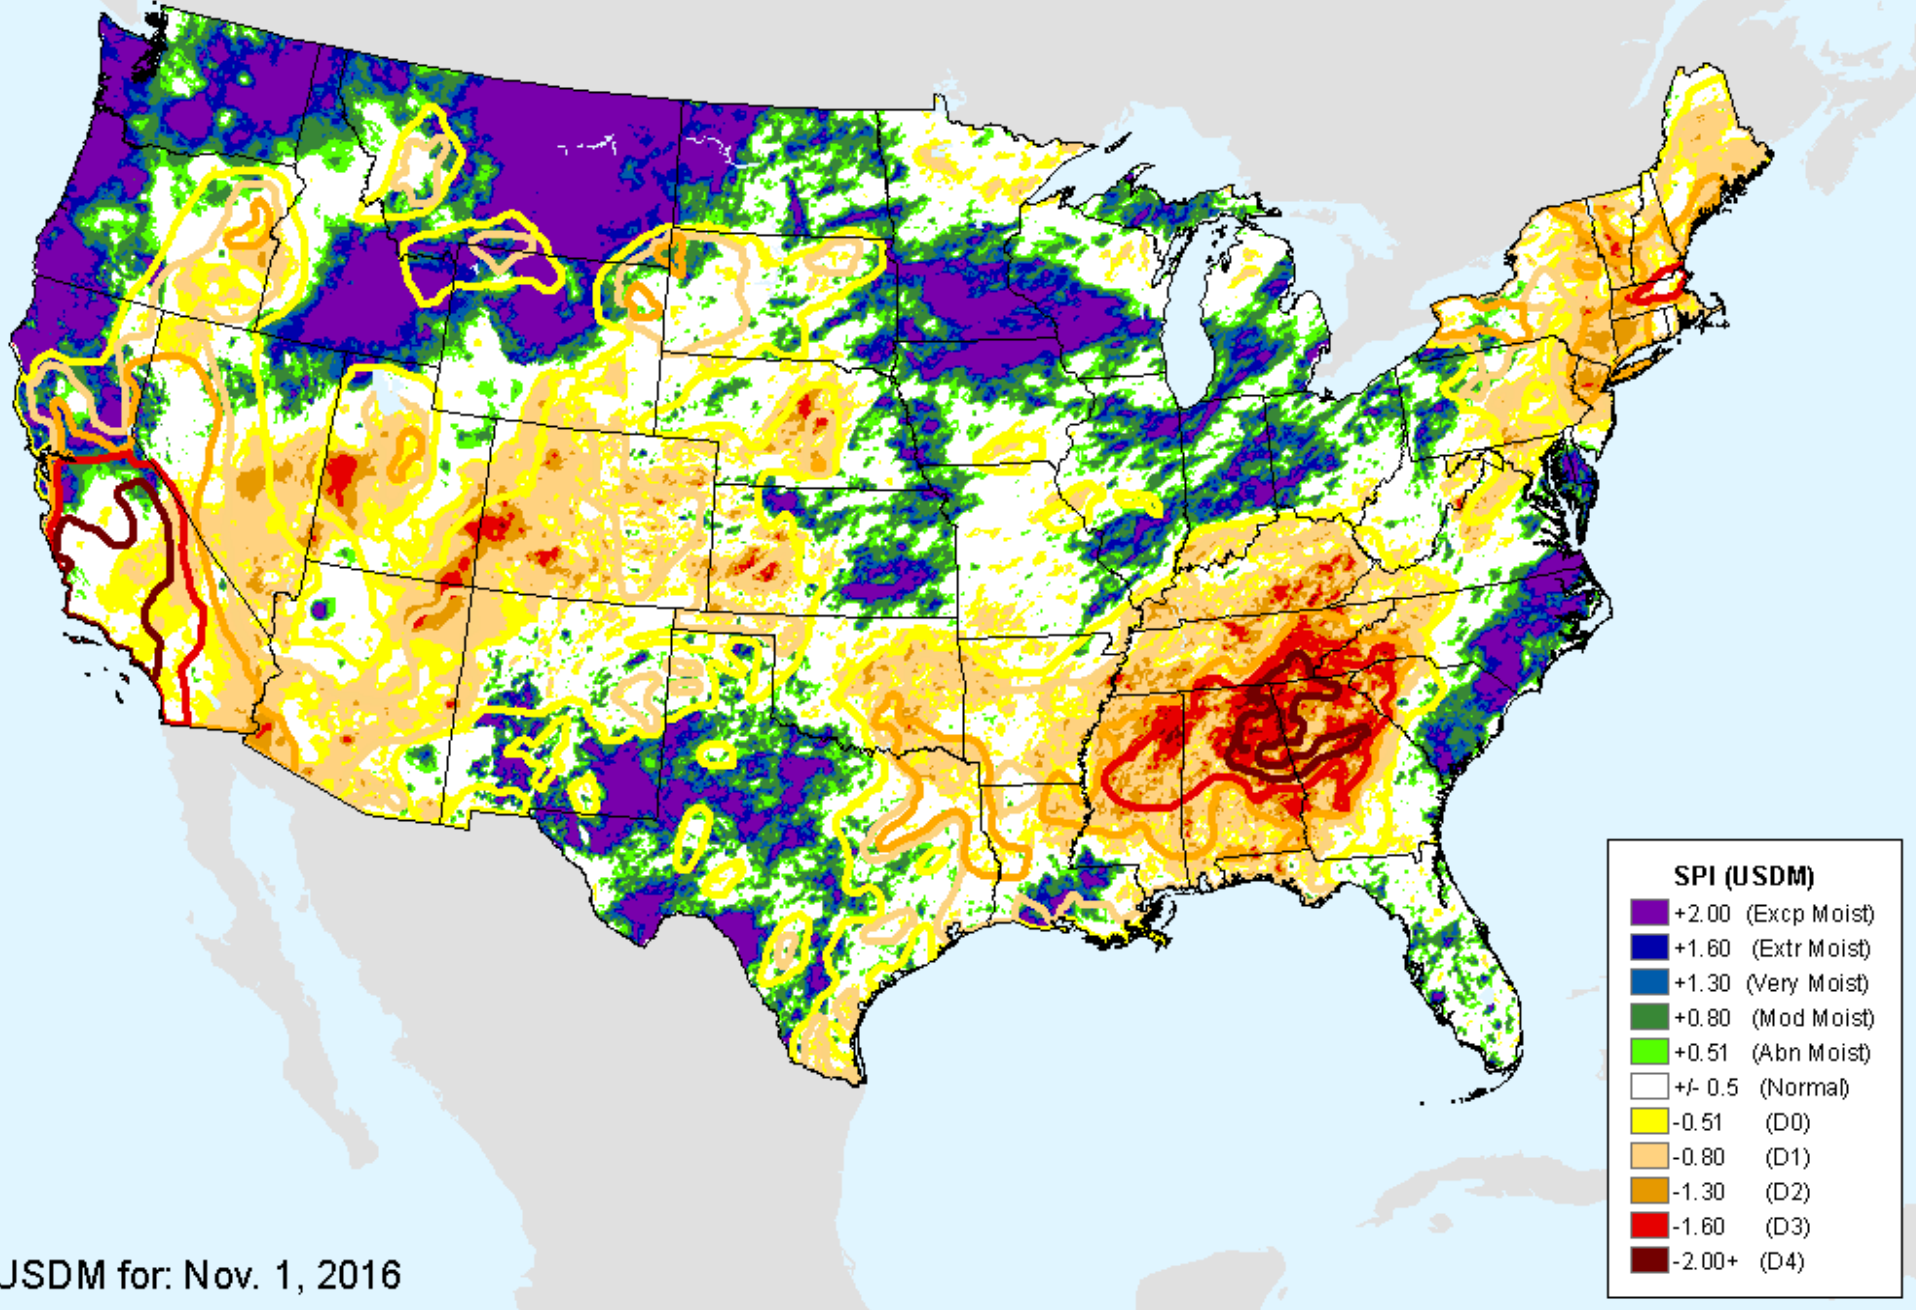 SPI (USDM)
+2.00 (Excp Moist)
+1.60 (Extr Moist)
+1.30 (Very Moist)
+0.80 (Mod Moist)
+0.51 (Abn Moist)
+/- 0.5 (Normal)
-0.51 (D0)
-0.80 (D1)
-1.30 (D2)
-1.60 (D3)
-2.00+ (D4)
USDM for: Nov. 1, 2016